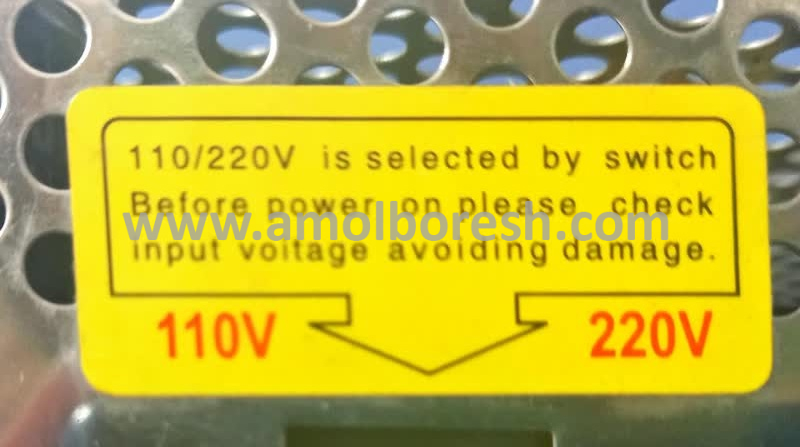 110/220V is selected by switch
Before power on please check
www.amolboresh.com
input voltage avoiding damage.
110V 220V